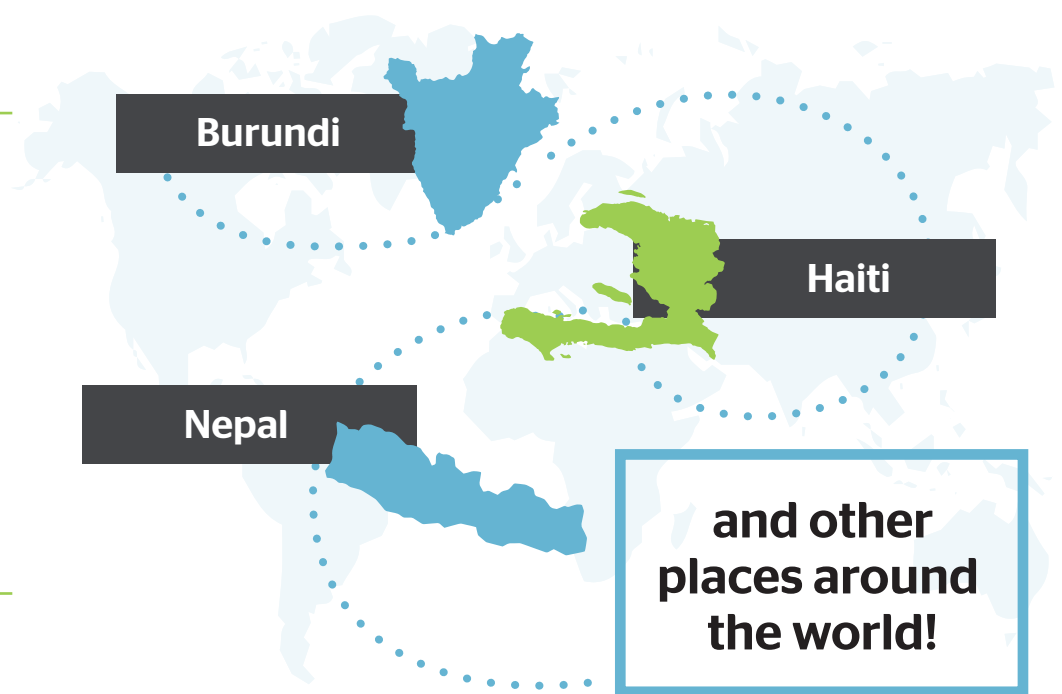 Burundi
Haiti
Nepal
and other
places around
the world!